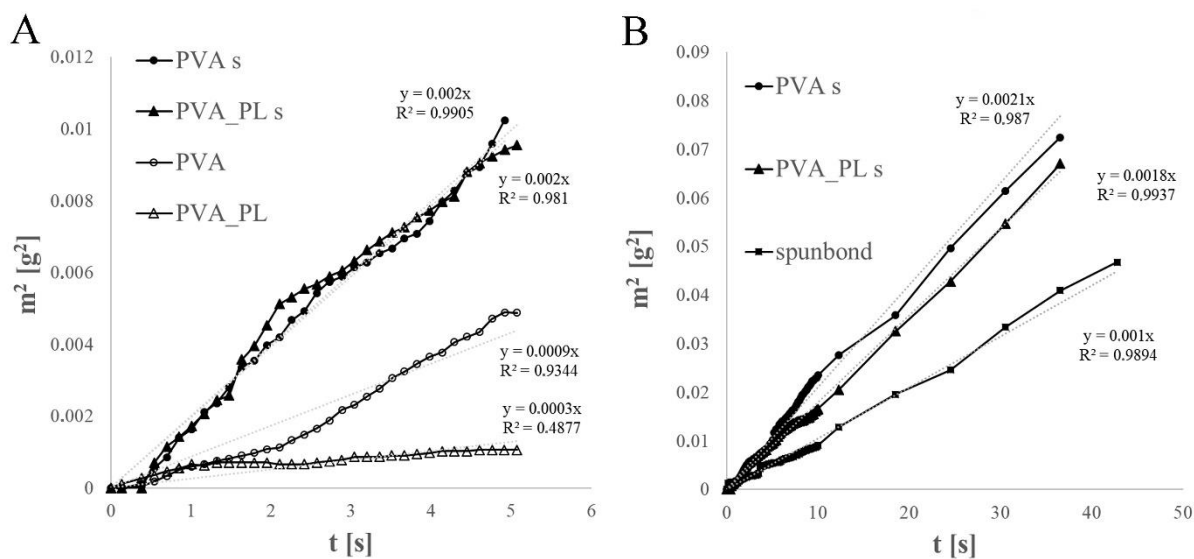 A
0.012
0.01
0.008
0.006
0.004
0.002
0
m² [g²]
PVA s
PVA_PL s
PVA
PVA_PL
y = 0.002x
R² = 0.9905
y = 0.002x
R² = 0.981
y = 0.0009x
R² = 0.9344
y = 0.0003x
R² = 0.4877
0 1 2 3 4 5 6
t [s]
B
0.09
0.08
0.07
0.06
0.05
0.04
0.03
0.02
0.01
0
m² [g²]
PVA s
PVA_PL s
spunbond
y = 0.0021x
R² = 0.987
y = 0.0018x
R² = 0.9937
y = 0.001x
R² = 0.9894
0 10 20 30 40 50
t [s]